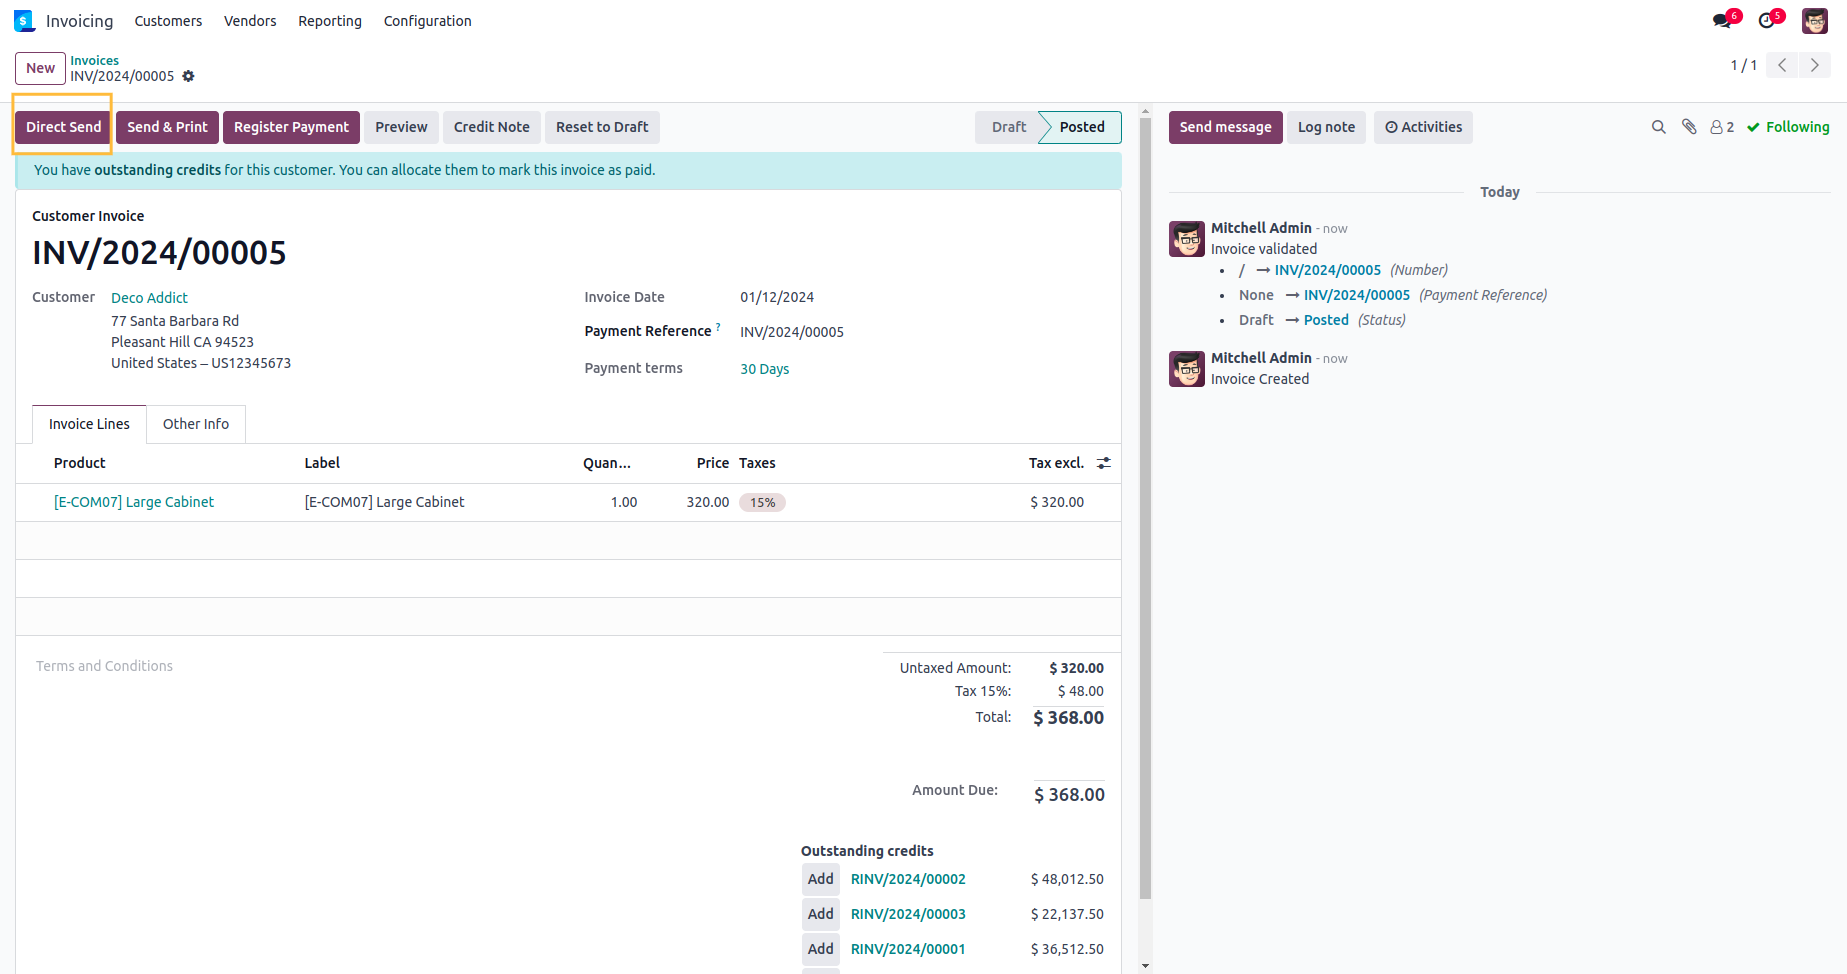 Invoicing Customers Vendors Reporting Configuration 6 5
New Invoices
INV/2024/00005
1 / 1
Direct Send Send & Print Register Payment Preview Credit Note Reset to Draft Draft Posted
You have outstanding credits for this customer. You can allocate them to mark this invoice as paid.
Customer Invoice
INV/2024/00005
Customer Deco Addict
77 Santa Barbara Rd
Pleasant Hill CA 94523
United States – US12345673
Invoice Date 01/12/2024
Payment Reference ? INV/2024/00005
Payment terms 30 Days
Invoice Lines Other Info
Product Label Quan... Price Taxes Tax excl.
[E-COM07] Large Cabinet [E-COM07] Large Cabinet 1.00 320.00 15% $ 320.00
Terms and Conditions
Untaxed Amount: $ 320.00
Tax 15%: $ 48.00
Total: $ 368.00
Amount Due: $ 368.00
Outstanding credits
Add RINV/2024/00002 $ 48,012.50
Add RINV/2024/00003 $ 22,137.50
Add RINV/2024/00001 $ 36,512.50
Send message Log note Activities 2 Following
Today
Mitchell Admin - now
Invoice validated
• / → INV/2024/00005 (Number)
• None → INV/2024/00005 (Payment Reference)
• Draft → Posted (Status)
Mitchell Admin - now
Invoice Created